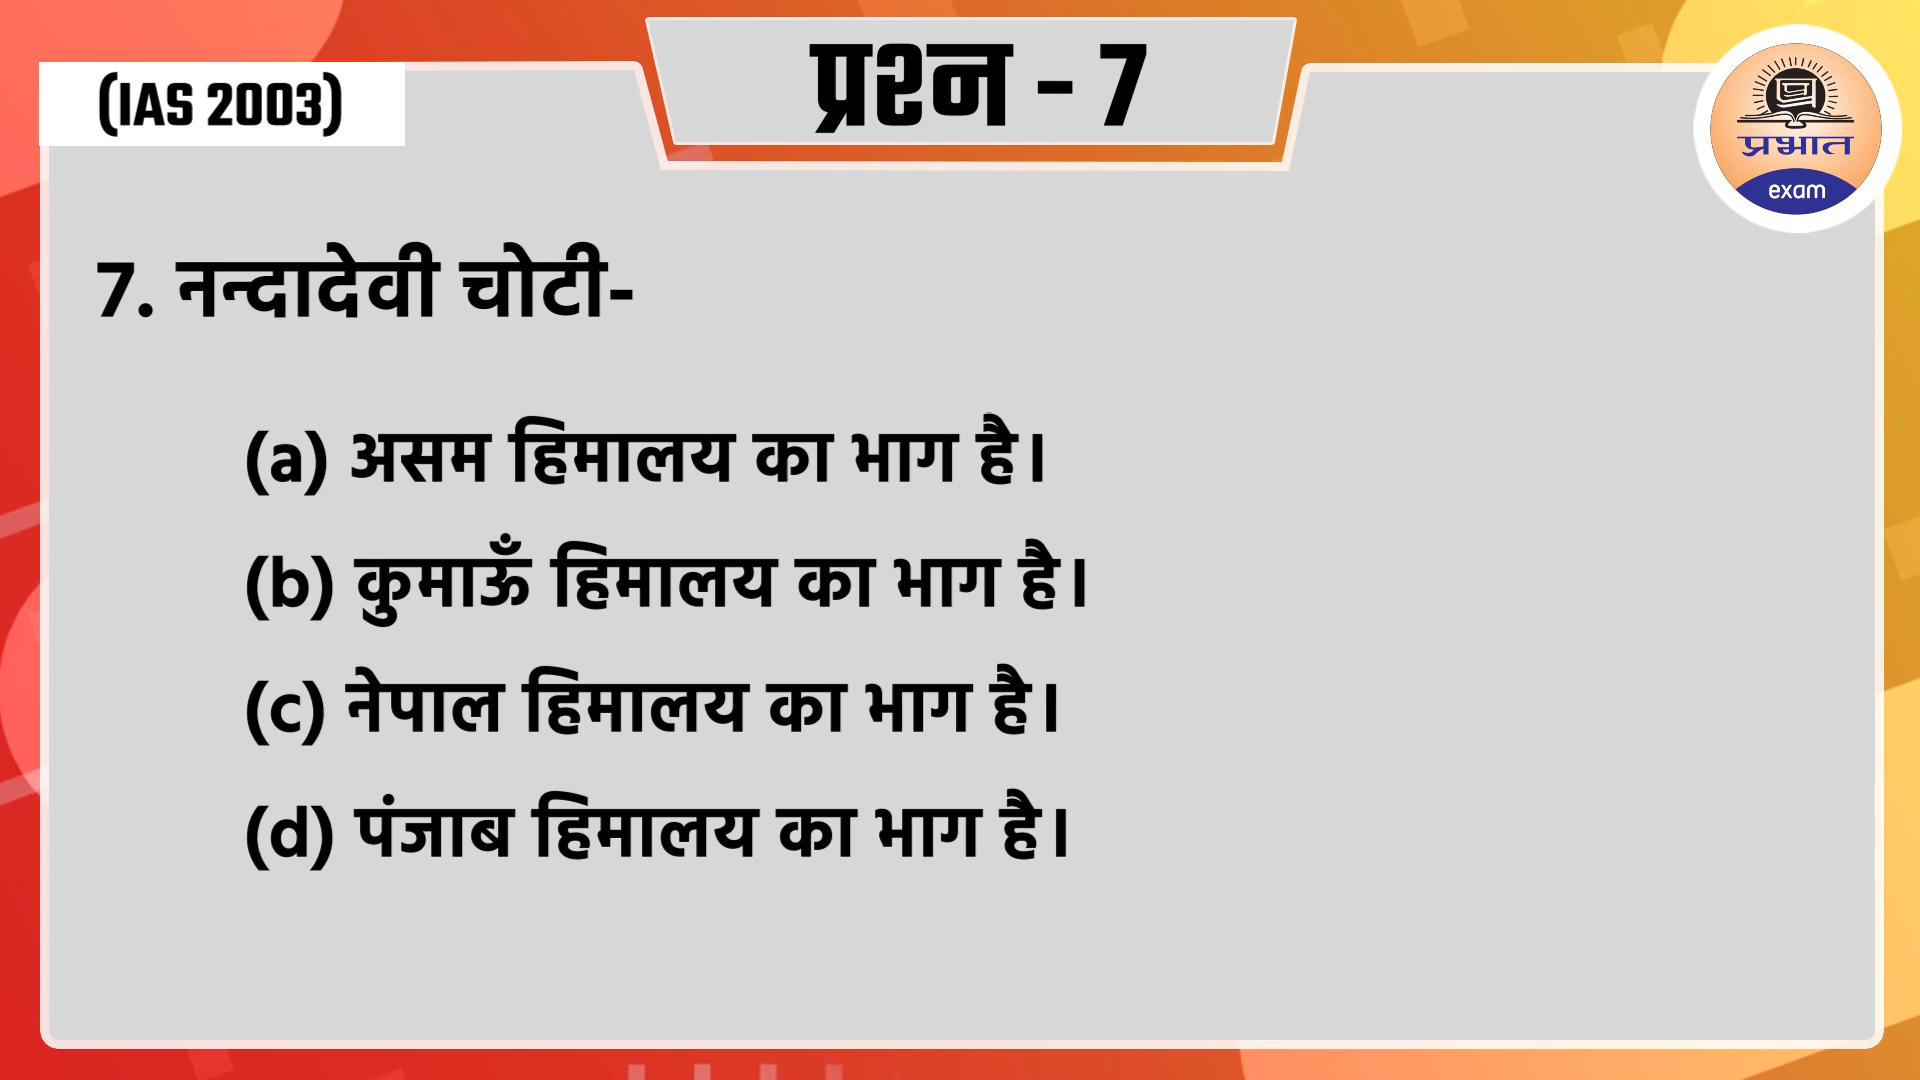 प्रश्न - 7
(IAS 2003)
प्रभात
exam
7. नन्दादेवी चोटी-
(a) असम हिमालय का भाग है।
(b) कुमाऊँ हिमालय का भाग है।
(c) नेपाल हिमालय का भाग है।
(d) पंजाब हिमालय का भाग है।